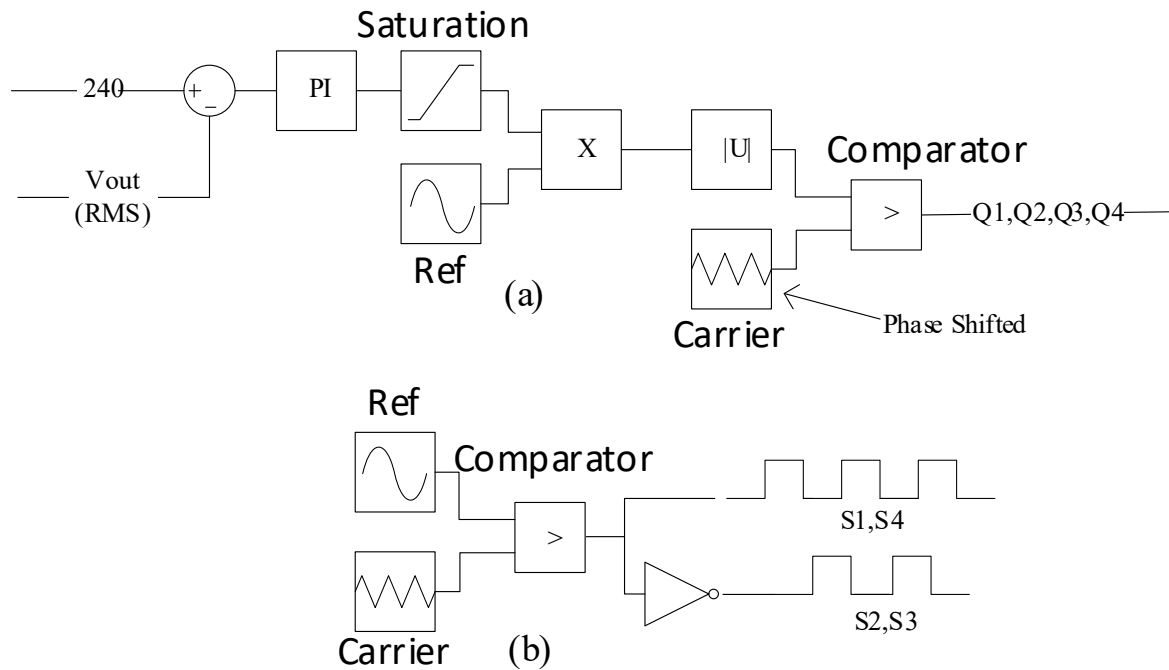 Saturation
240
+
−
PI
X
|U|
Comparator
>
Q1,Q2,Q3,Q4
Vout
(RMS)
Ref
(a)
Carrier
Phase Shifted
Ref
Comparator
>
S1,S4
S2,S3
Carrier
(b)